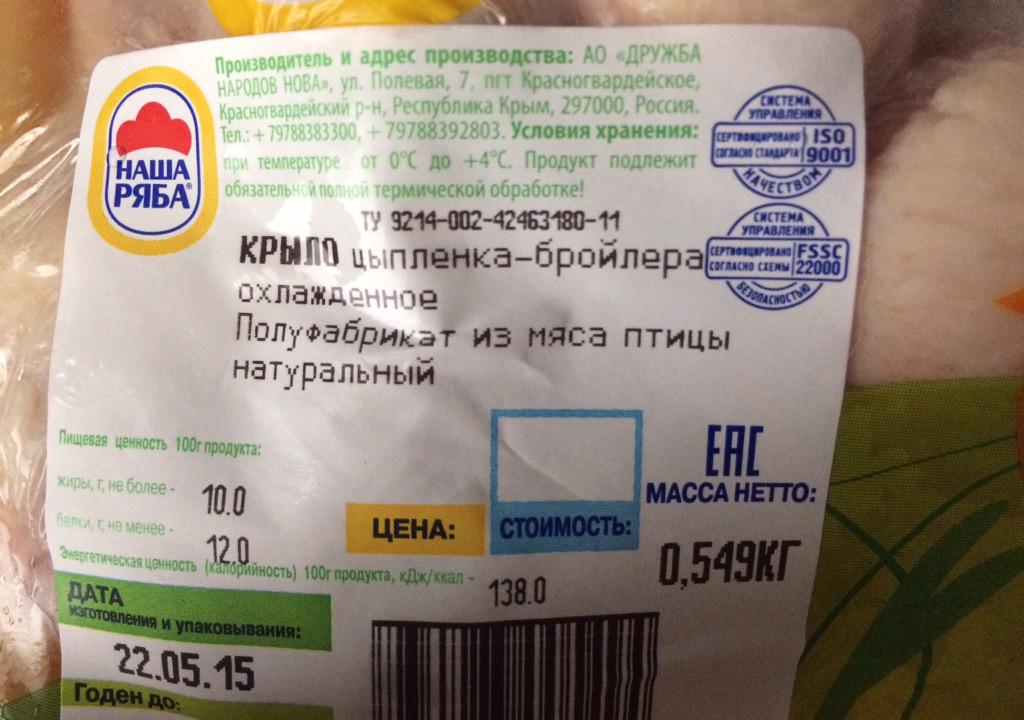 Производитель и адрес производства: АО «ДРУЖБА
НАРОДОВ НОВА», ул. Полевая, 7, пгт Красногвардейское,
Красногвардейский р-н, Республика Крым, 297000, Россия.
Тел.: +79788383300, +79788392803. Условия хранения:
при температуре от 0°С до +4°С. Продукт подлежит
обязательной полной термической обработке!
НАША
РЯБА®
СИСТЕМА
УПРАВЛЕНИЯ
СЕРТИФИЦИРОВАНО
СОГЛАСНО СТАНДАРТА
ISO
9001
КАЧЕСТВОМ
ТУ 9214-002-42463180-11
КРЫЛО цыпленка-бройлера
охлажденное
Полуфабрикат из мяса птицы
натуральный
СИСТЕМА
УПРАВЛЕНИЯ
СЕРТИФИЦИРОВАНО
СОГЛАСНО СХЕМЫ
FSSC
22000
БЕЗОПАСНОСТЬЮ
Пищевая ценность 100г продукта:
жиры, г, не более - 10.0
белки, г, не менее - 12.0
Энергетическая ценность (калорийность) 100г продукта, кДж/ккал - 138.0
ЦЕНА:
СТОИМОСТЬ:
ЕАС
МАССА НЕТТО:
0,549КГ
ДАТА
изготовления и упаковывания:
22.05.15
Годен до: